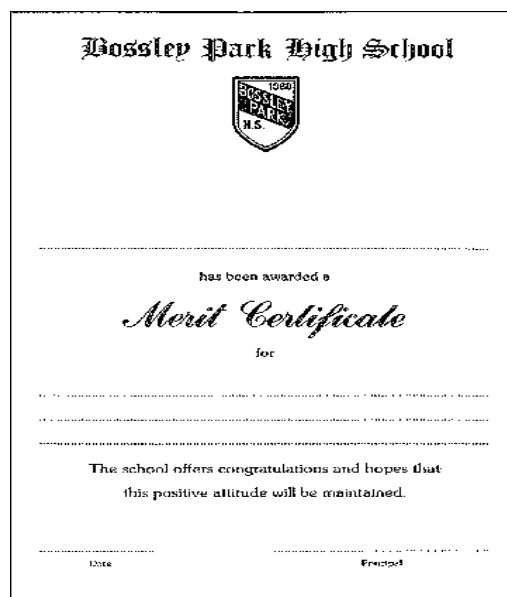 Bossley Park High School
1980
BOSSLEY
PARK
H.S.
has been awarded a
Merit Certificate
for
The school offers congratulations and hopes that
this positive attitude will be maintained.
Date Principal